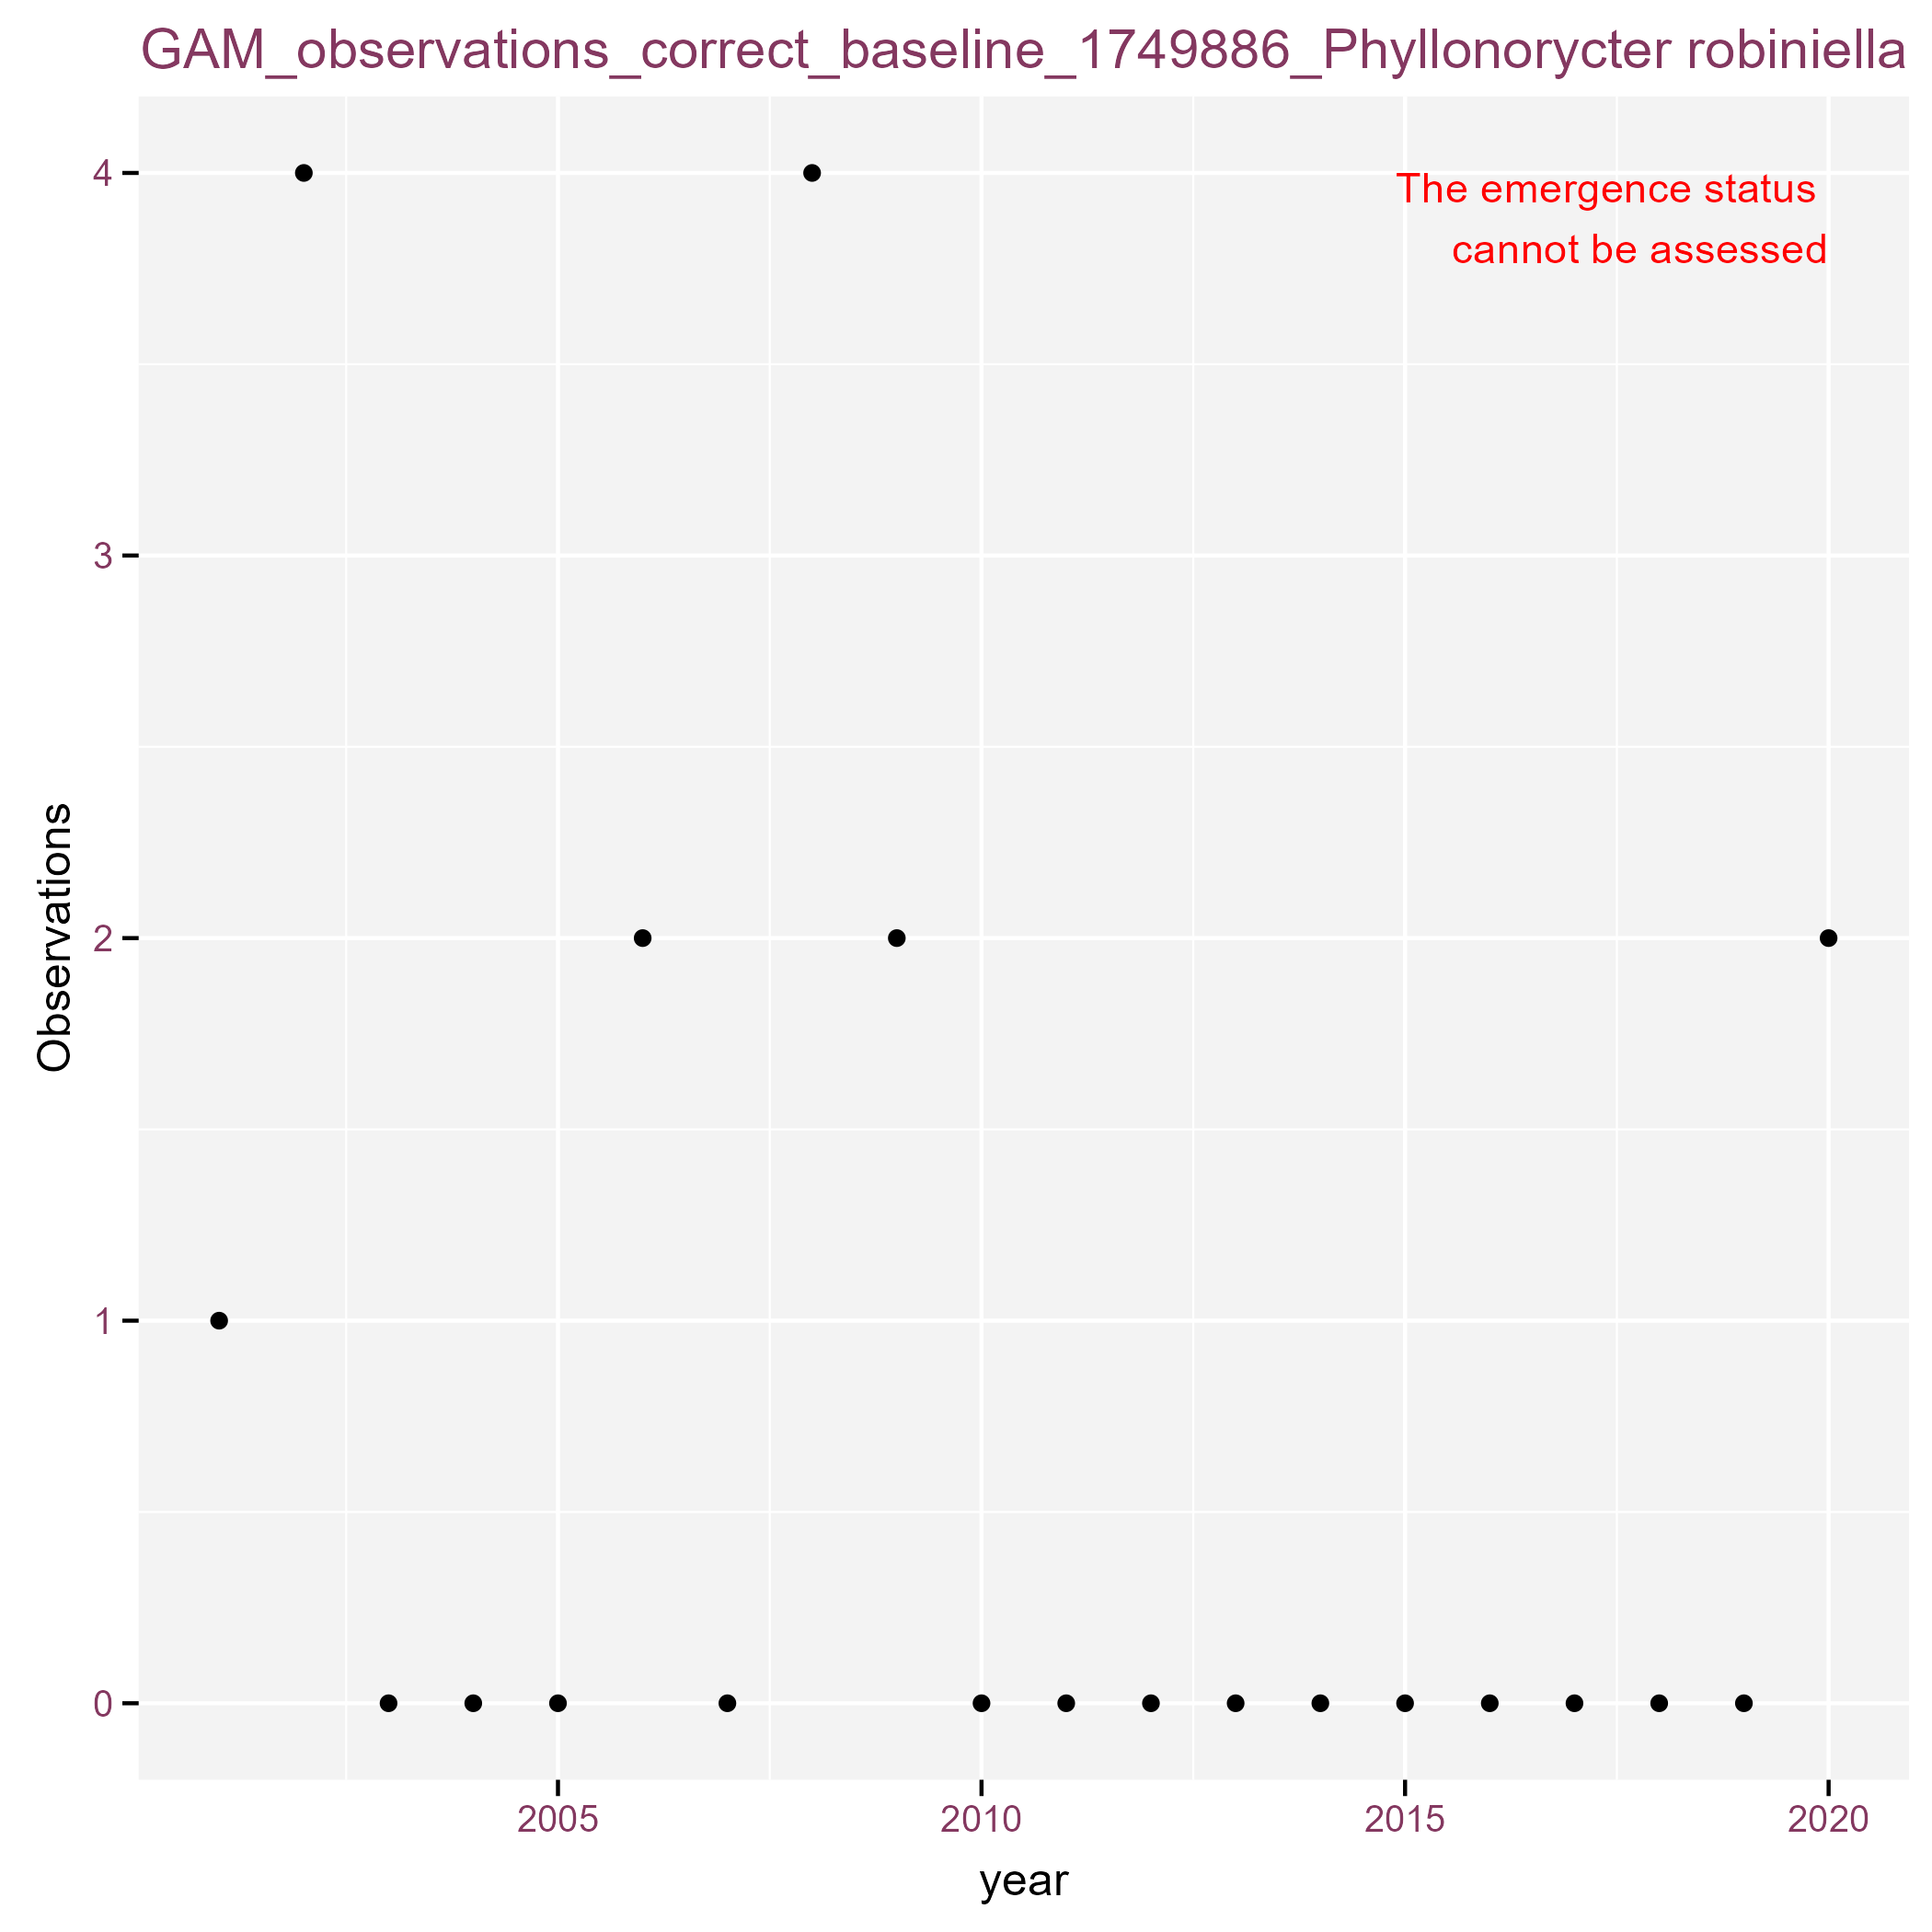 GAM_observations_correct_baseline_1749886_Phyllonorycter robiniella
The emergence status
cannot be assessed
4
3
2
1
0
Observations
2005 2010 2015 2020
year